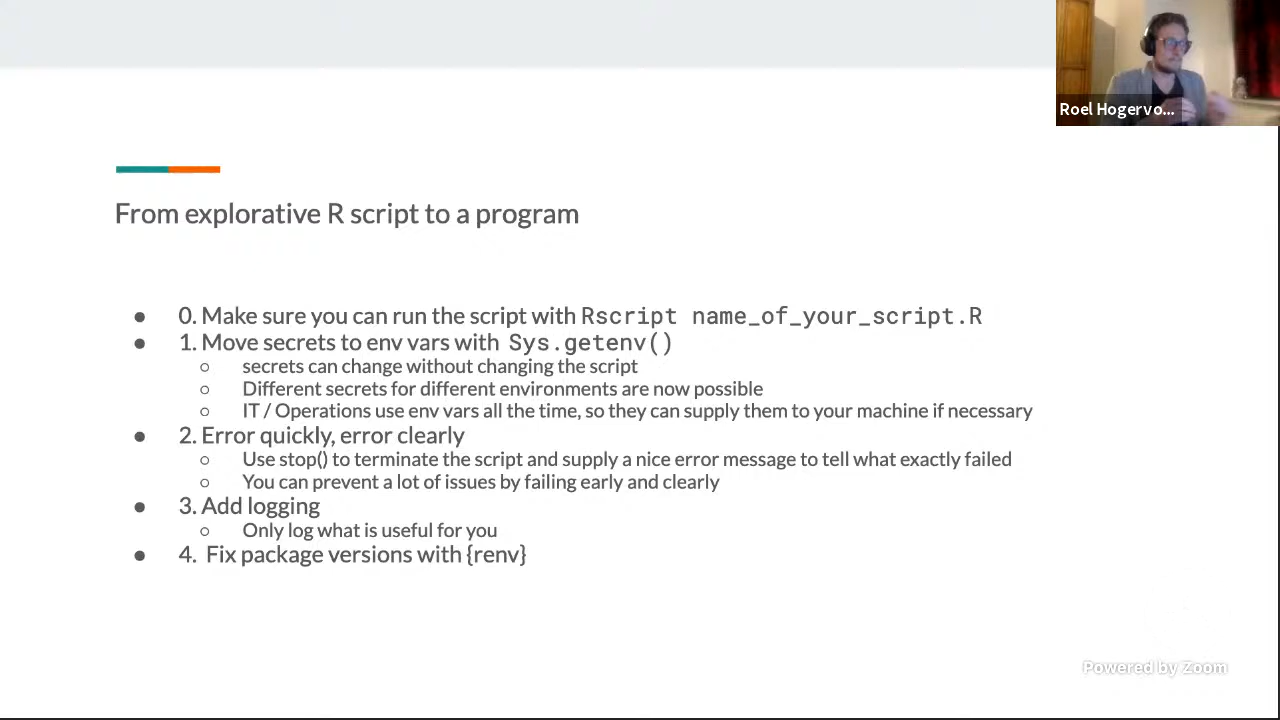 Roel Hogervo...
From explorative R script to a program
● 0. Make sure you can run the script with Rscript name_of_your_script.R
● 1. Move secrets to env vars with Sys.getenv()
○ secrets can change without changing the script
○ Different secrets for different environments are now possible
○ IT / Operations use env vars all the time, so they can supply them to your machine if necessary
● 2. Error quickly, error clearly
○ Use stop() to terminate the script and supply a nice error message to tell what exactly failed
○ You can prevent a lot of issues by failing early and clearly
● 3. Add logging
○ Only log what is useful for you
● 4. Fix package versions with {renv}
Powered by Zoom